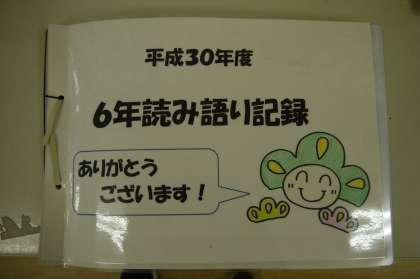 平成30年度
6年読み語り記録
ありがとう
ございます！